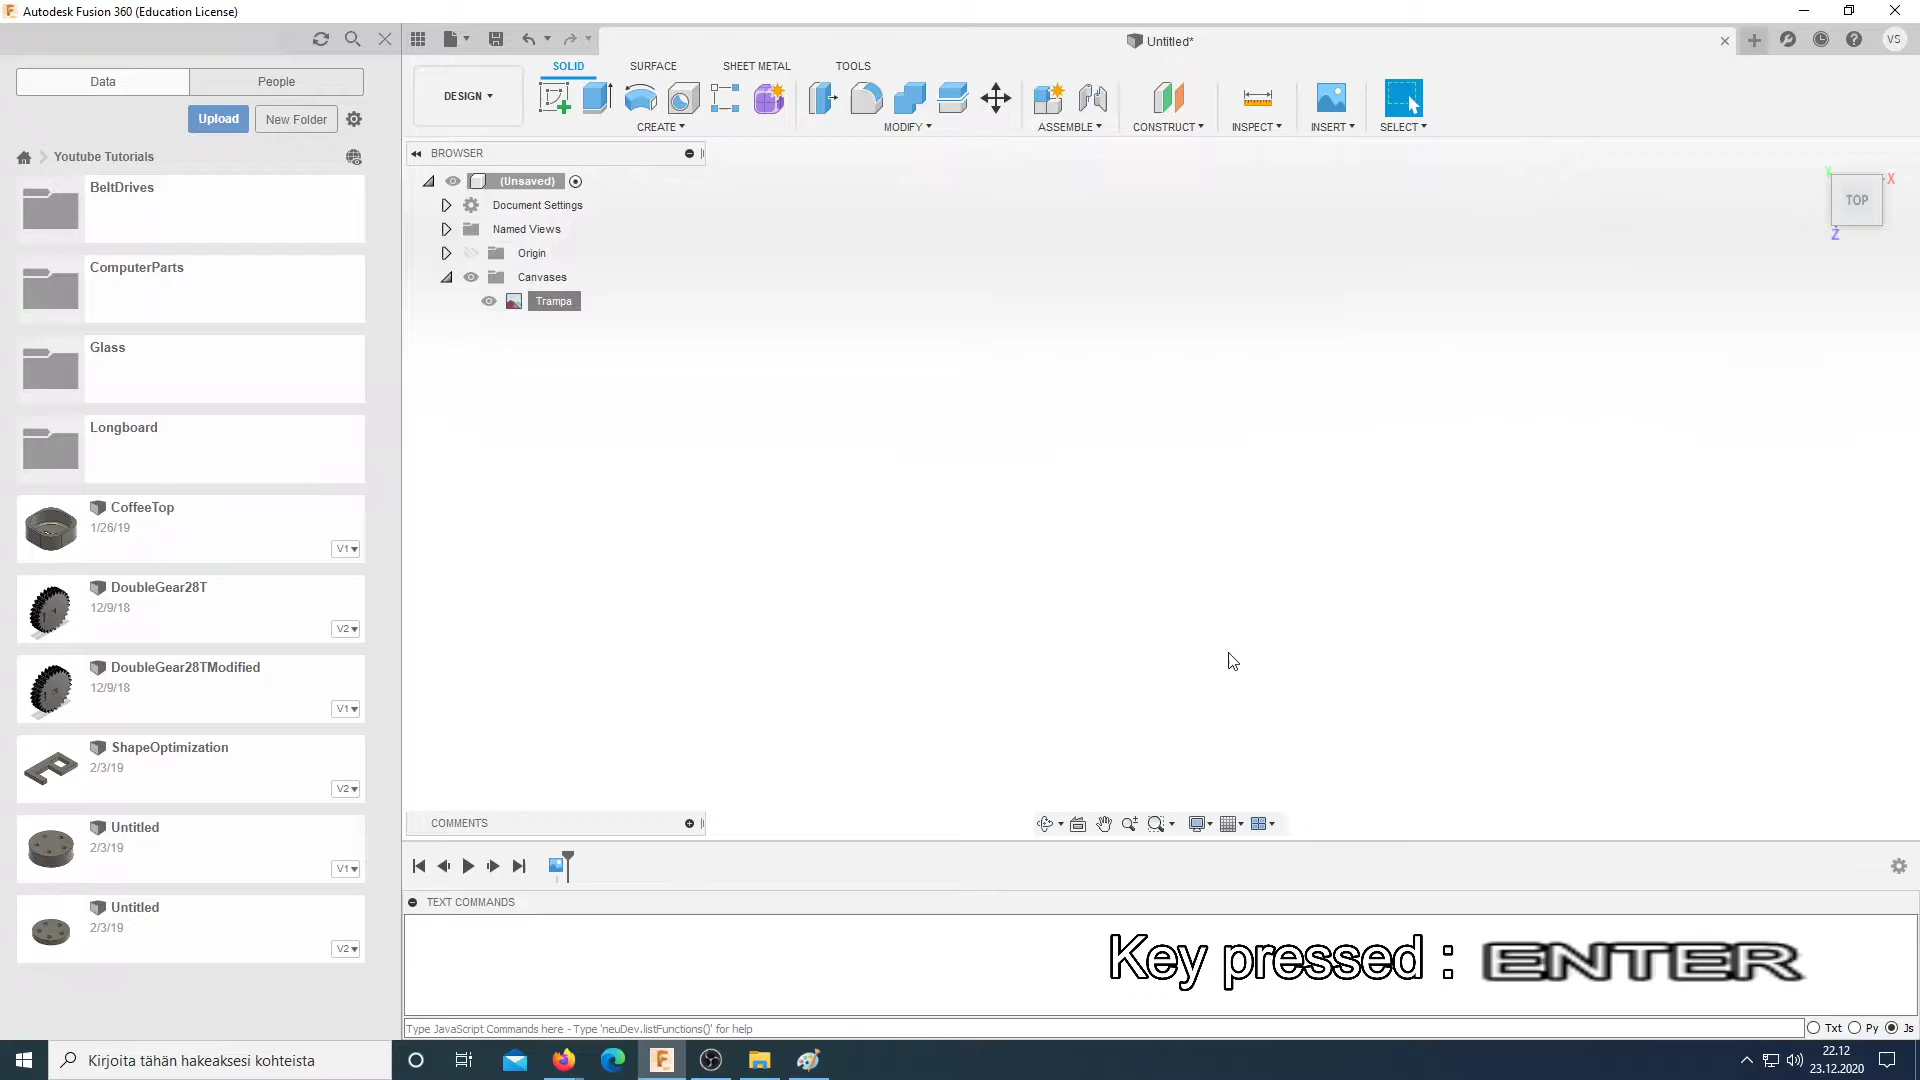 Autodesk Fusion 360 (Education License)
Untitled*
VS
Data
People
Upload
New Folder
Youtube Tutorials
BeltDrives
ComputerParts
Glass
Longboard
CoffeeTop
1/26/19
V1
DoubleGear28T
12/9/18
V2
DoubleGear28TModified
12/9/18
V1
ShapeOptimization
2/3/19
V2
Untitled
2/3/19
V1
Untitled
2/3/19
V2
DESIGN
SOLID
SURFACE
SHEET METAL
TOOLS
CREATE
MODIFY
ASSEMBLE
CONSTRUCT
INSPECT
INSERT
SELECT
BROWSER
(Unsaved)
Document Settings
Named Views
Origin
Canvases
Trampa
Y
X
TOP
Z
COMMENTS
TEXT COMMANDS
Key pressed : ENTER
Type JavaScript Commands here - Type 'neuDev.listFunctions()' for help
Txt
Py
Js
Kirjoita tähän hakeaksesi kohteista
22.12
23.12.2020